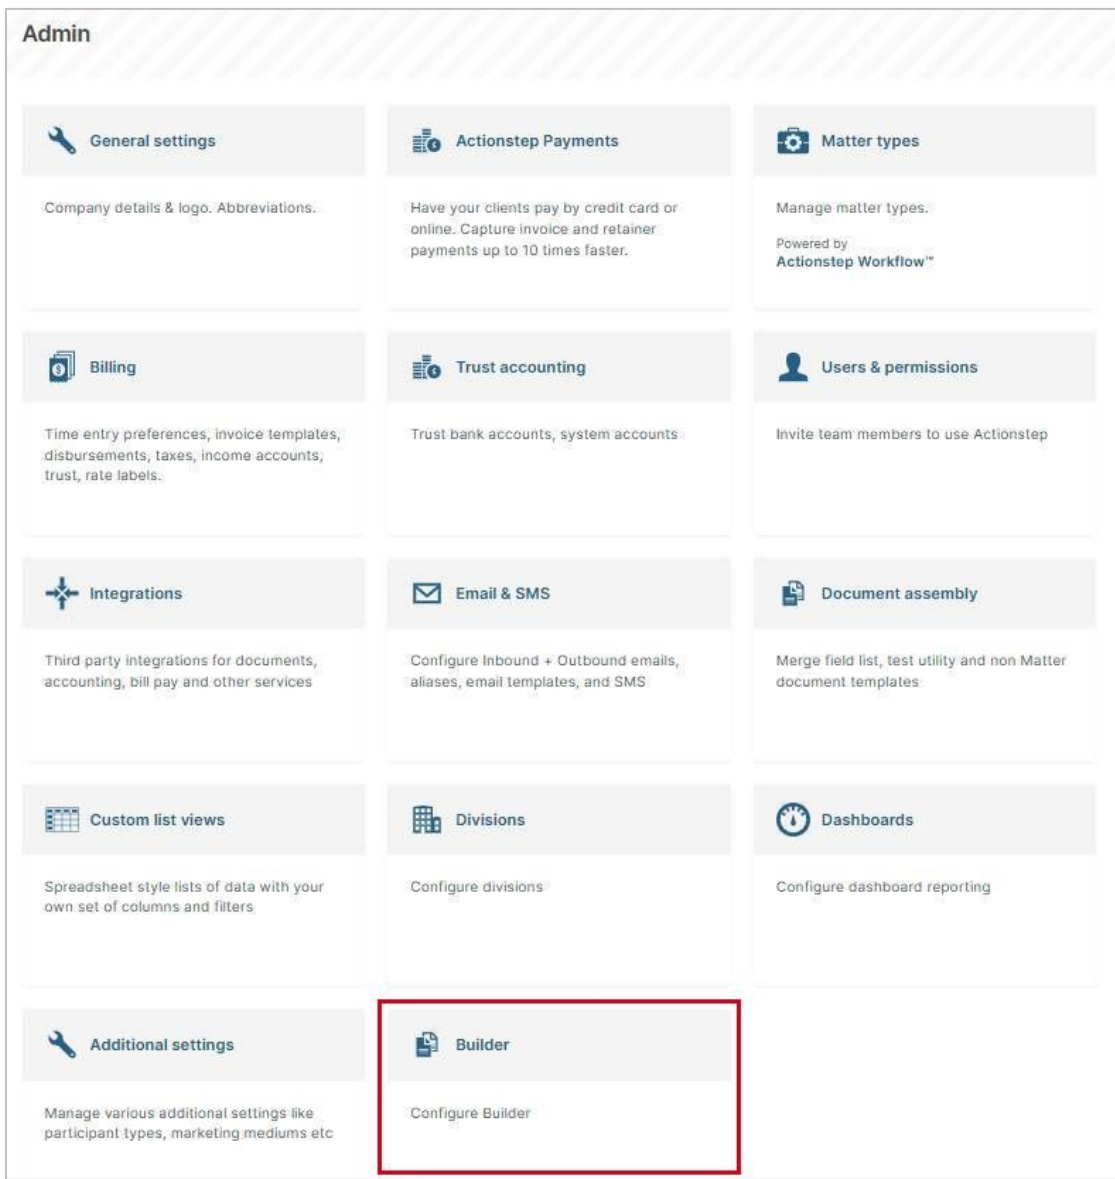 Admin
General settings
Company details & logo. Abbreviations.
Actionstep Payments
Have your clients pay by credit card or
online. Capture invoice and retainer
payments up to 10 times faster.
Matter types
Manage matter types.
Powered by
Actionstep Workflow™
Billing
Time entry preferences, invoice templates,
disbursements, taxes, income accounts,
trust, rate labels.
Trust accounting
Trust bank accounts, system accounts
Users & permissions
Invite team members to use Actionstep
Integrations
Third party integrations for documents,
accounting, bill pay and other services
Email & SMS
Configure Inbound + Outbound emails,
aliases, email templates, and SMS
Document assembly
Merge field list, test utility and non Matter
document templates
Custom list views
Spreadsheet style lists of data with your
own set of columns and filters
Divisions
Configure divisions
Dashboards
Configure dashboard reporting
Additional settings
Manage various additional settings like
participant types, marketing mediums etc
Builder
Configure Builder